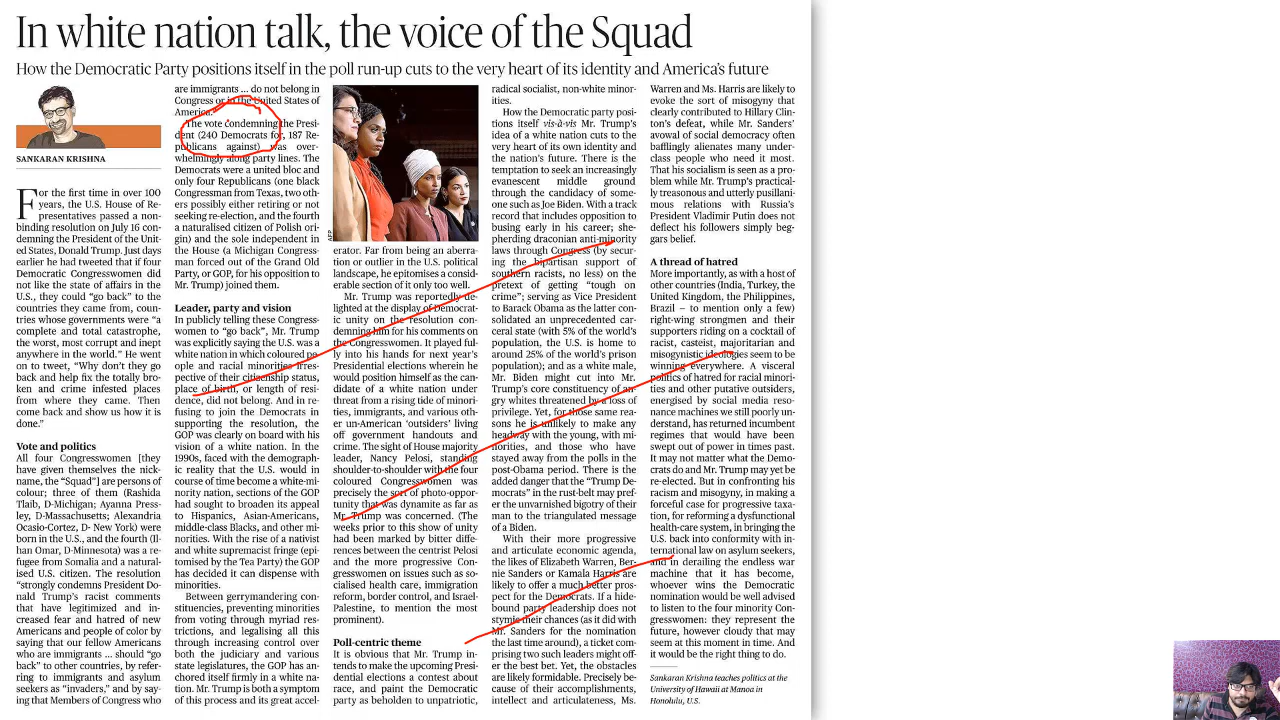 In white nation talk, the voice of the Squad
How the Democratic Party positions itself in the poll run-up cuts to the very heart of its identity and America's future
SANKARAN KRISHNA
For the first time in over 100
years, the U.S. House of Re-
presentatives passed a non-
binding resolution on July 16 con-
demning the President of the Unit-
ed States, Donald Trump. Just days
earlier he had tweeted that if four
Democratic Congresswomen did
not like the state of affairs in the
U.S., they could "go back" to the
countries they came from, coun-
tries whose governments were "a
complete and total catastrophe,
the worst, most corrupt and inept
anywhere in the world." He went
on to tweet, "Why don't they go
back and help fix the totally bro-
ken and crime infested places
from where they came. Then
come back and show us how it is
done."
Vote and politics
All four Congresswomen [they
have given themselves the nick-
name, the "Squad"] are persons of
colour; three of them (Rashida
Tlaib, D-Michigan; Ayanna Press-
ley, D-Massachusetts; Alexandria
Ocasio-Cortez, D- New York) were
born in the U.S., and the fourth (Il-
han Omar, D-Minnesota) was a re-
fugee from Somalia and a natural-
ised U.S. citizen. The resolution
"strongly condemns President Do-
nald Trump's racist comments
that have legitimized and in-
creased fear and hatred of new
Americans and people of color by
saying that our fellow Americans
who are immigrants ... should "go
back" to other countries, by refer-
ring to immigrants and asylum
seekers as "invaders," and by say-
ing that Members of Congress who
are immigrants ... do not belong in
Congress or in the United States of
America."
The vote condemning the Presi-
dent (240 Democrats for, 187 Re-
publicans against) was over-
whelmingly along party lines. The
Democrats were a united bloc and
only four Republicans (one black
Congressman from Texas, two oth-
ers possibly either retiring or not
seeking re-election, and the fourth
a naturalised citizen of Polish ori-
gin) and the sole independent in
the House (a Michigan Congress-
man forced out of the Grand Old
Party, or GOP, for his opposition to
Mr. Trump) joined them.
Leader, party and vision
In publicly telling these Congress-
women to "go back", Mr. Trump
was explicitly saying the U.S. was a
white nation in which coloured pe-
ople and racial minorities irres-
pective of their citizenship status,
place of birth, or length of resi-
dence, did not belong. And in re-
fusing to join the Democrats in
supporting the resolution, the
GOP was clearly on board with his
vision of a white nation. In the
1990s, faced with the demograph-
ic reality that the U.S. would in
course of time become a white-mi-
nority nation, sections of the GOP
had sought to broaden its appeal
to Hispanics, Asian-Americans,
middle-class Blacks, and other mi-
norities. With the rise of a nativist
and white supremacist fringe (epi-
tomised by the Tea Party) the GOP
has decided it can dispense with
minorities.
Between gerrymandering con-
stituencies, preventing minorities
from voting through myriad res-
trictions, and legalising all this
through increasing control over
both the judiciary and various
state legislatures, the GOP has an-
chored itself firmly in a white na-
tion. Mr. Trump is both a symptom
of this process and its great accel-
AFP
erator. Far from being an aberra-
tion or outlier in the U.S. political
landscape, he epitomises a consid-
erable section of it only too well.
Mr. Trump was reportedly de-
lighted at the display of Democrat-
ic unity on the resolution con-
demning him for his comments on
the Congresswomen. It played ful-
ly into his hands for next year's
Presidential elections wherein he
would position himself as the can-
didate of a white nation under
threat from a rising tide of minori-
ties, immigrants, and various oth-
er un-American 'outsiders' living
off government handouts and
crime. The sight of House majority
leader, Nancy Pelosi, standing
shoulder-to-shoulder with the four
coloured Congresswomen was
precisely the sort of photo-oppor-
tunity that was dynamite as far as
Mr. Trump was concerned. (The
weeks prior to this show of unity
had been marked by bitter diffe-
rences between the centrist Pelosi
and the more progressive Con-
gresswomen on issues such as so-
cialised health care, immigration
reform, border control, and Israel-
Palestine, to mention the most
prominent).
Poll-centric theme
It is obvious that Mr. Trump in-
tends to make the upcoming Presi-
dential elections a contest about
race, and paint the Democratic
party as beholden to unpatriotic,
radical socialist, non-white minor-
ities.
How the Democratic party posi-
tions itself vis-à-vis Mr. Trump's
idea of a white nation cuts to the
very heart of its own identity and
the nation's future. There is the
temptation to seek an increasingly
evanescent middle ground
through the candidacy of some-
one such as Joe Biden. With a track
record that includes opposition to
busing early in his career; she-
pherding draconian anti-minority
laws through Congress (by secur-
ing the bipartisan support of
southern racists, no less) on the
pretext of getting "tough on
crime"; serving as Vice President
to Barack Obama as the latter con-
solidated an unprecedented car-
ceral state (with 5% of the world's
population, the U.S. is home to
around 25% of the world's prison
population); and as a white male,
Mr. Biden might cut into Mr.
Trump's core constituency of an-
gry whites threatened by a loss of
privilege. Yet, for those same rea-
sons he is unlikely to make any
headway with the young, with mi-
norities, and those who have
stayed away from the polls in the
post-Obama period. There is the
added danger that the "Trump De-
mocrats" in the rust-belt may pref-
er the unvarnished bigotry of their
man to the triangulated message
of a Biden.
With their more progressive
and articulate economic agenda,
the likes of Elizabeth Warren, Ber-
nie Sanders or Kamala Harris are
likely to offer a much better pros-
pect for the Democrats. If a hide-
bound party leadership does not
stymie their chances (as it did with
Mr. Sanders for the nomination
the last time around), a ticket com-
prising two such leaders might off-
er the best bet. Yet, the obstacles
are likely formidable. Precisely be-
cause of their accomplishments,
intellect and articulateness, Ms.
Warren and Ms. Harris are likely to
evoke the sort of misogyny that
clearly contributed to Hillary Clin-
ton's defeat, while Mr. Sanders'
avowal of social democracy often
bafflingly alienates many under-
class people who need it most.
That his socialism is seen as a pro-
blem while Mr. Trump's practical-
ly treasonous and utterly pusillani-
mous relations with Russia's
President Vladimir Putin does not
deflect his followers simply beg-
gars belief.
A thread of hatred
More importantly, as with a host of
other countries (India, Turkey, the
United Kingdom, the Philippines,
Brazil – to mention only a few)
right-wing strongmen and their
supporters riding on a cocktail of
racist, casteist, majoritarian and
misogynistic ideologies seem to be
winning everywhere. A visceral
politics of hatred for racial minori-
ties and other putative outsiders,
energised by social media reso-
nance machines we still poorly un-
derstand, has returned incumbent
regimes that would have been
swept out of power in times past.
It may not matter what the Demo-
crats do and Mr. Trump may yet be
re-elected. But in confronting his
racism and misogyny, in making a
forceful case for progressive taxa-
tion, for reforming a dysfunctional
health-care system, in bringing the
U.S. back into conformity with in-
ternational law on asylum seekers,
and in derailing the endless war
machine that it has become,
whoever wins the Democratic
nomination would be well advised
to listen to the four minority Con-
gresswomen: they represent the
future, however cloudy that may
seem at this moment in time. And
it would be the right thing to do.
Sankaran Krishna teaches politics at the
University of Hawaii at Manoa in
Honolulu, U.S.